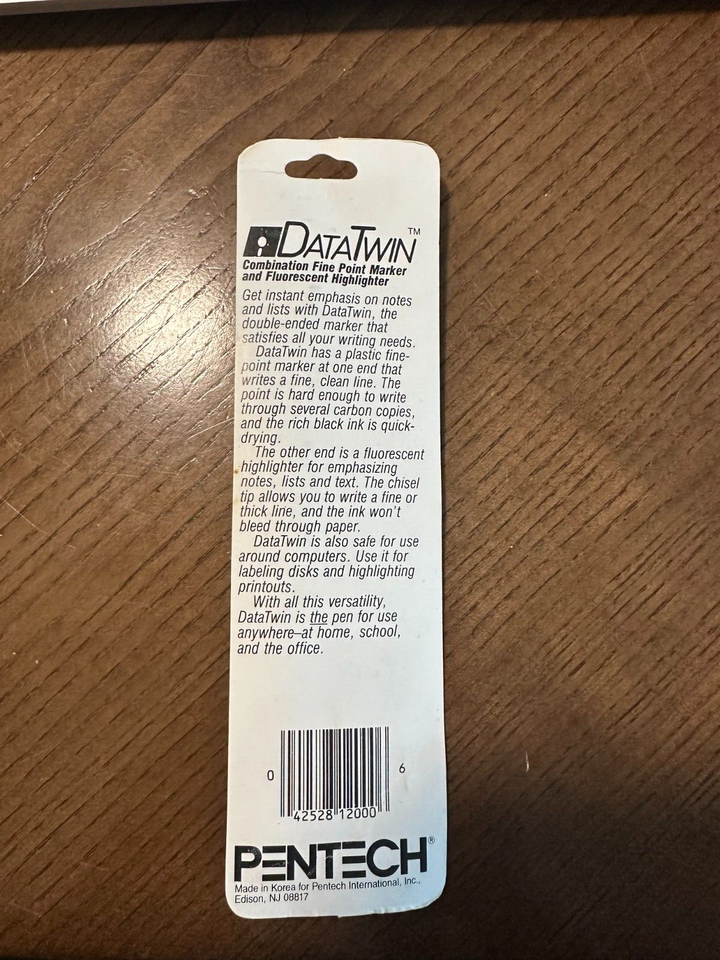 DATATWIN™
Combination Fine Point Marker
and Fluorescent Highlighter
Get instant emphasis on notes
and lists with DataTwin, the
double-ended marker that
satisfies all your writing needs.
DataTwin has a plastic fine-
point marker at one end that
writes a fine, clean line. The
point is hard enough to write
through several carbon copies,
and the rich black ink is quick-
drying.
The other end is a fluorescent
highlighter for emphasizing
notes, lists and text. The chisel
tip allows you to write a fine or
thick line, and the ink won't
bleed through paper.
DataTwin is also safe for use
around computers. Use it for
labeling disks and highlighting
printouts.
With all this versatility,
DataTwin is the pen for use
anywhere–at home, school,
and the office.
0 42528 12000 6
PENTECH®
Made in Korea for Pentech International, Inc.,
Edison, NJ 08817